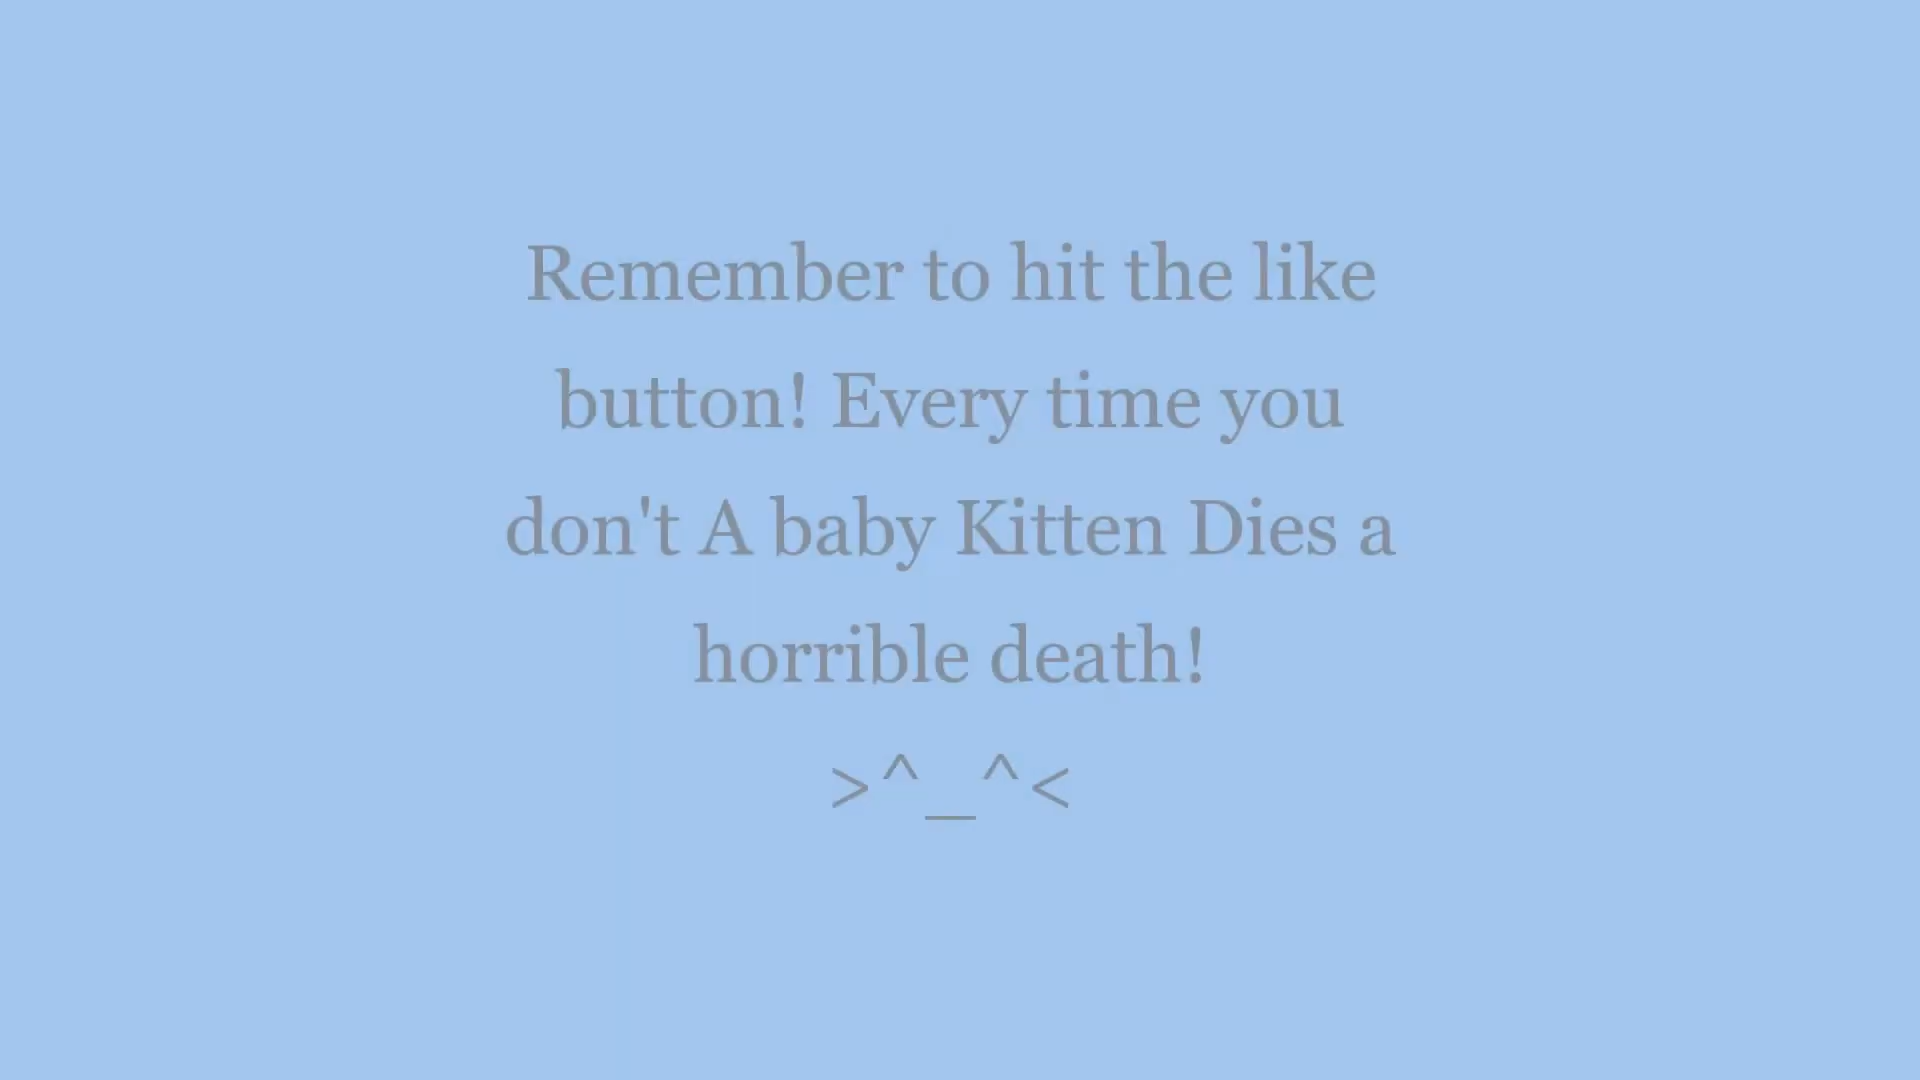 Remember to hit the like
button! Every time you
don't A baby Kitten Dies a
horrible death!
>^_^<